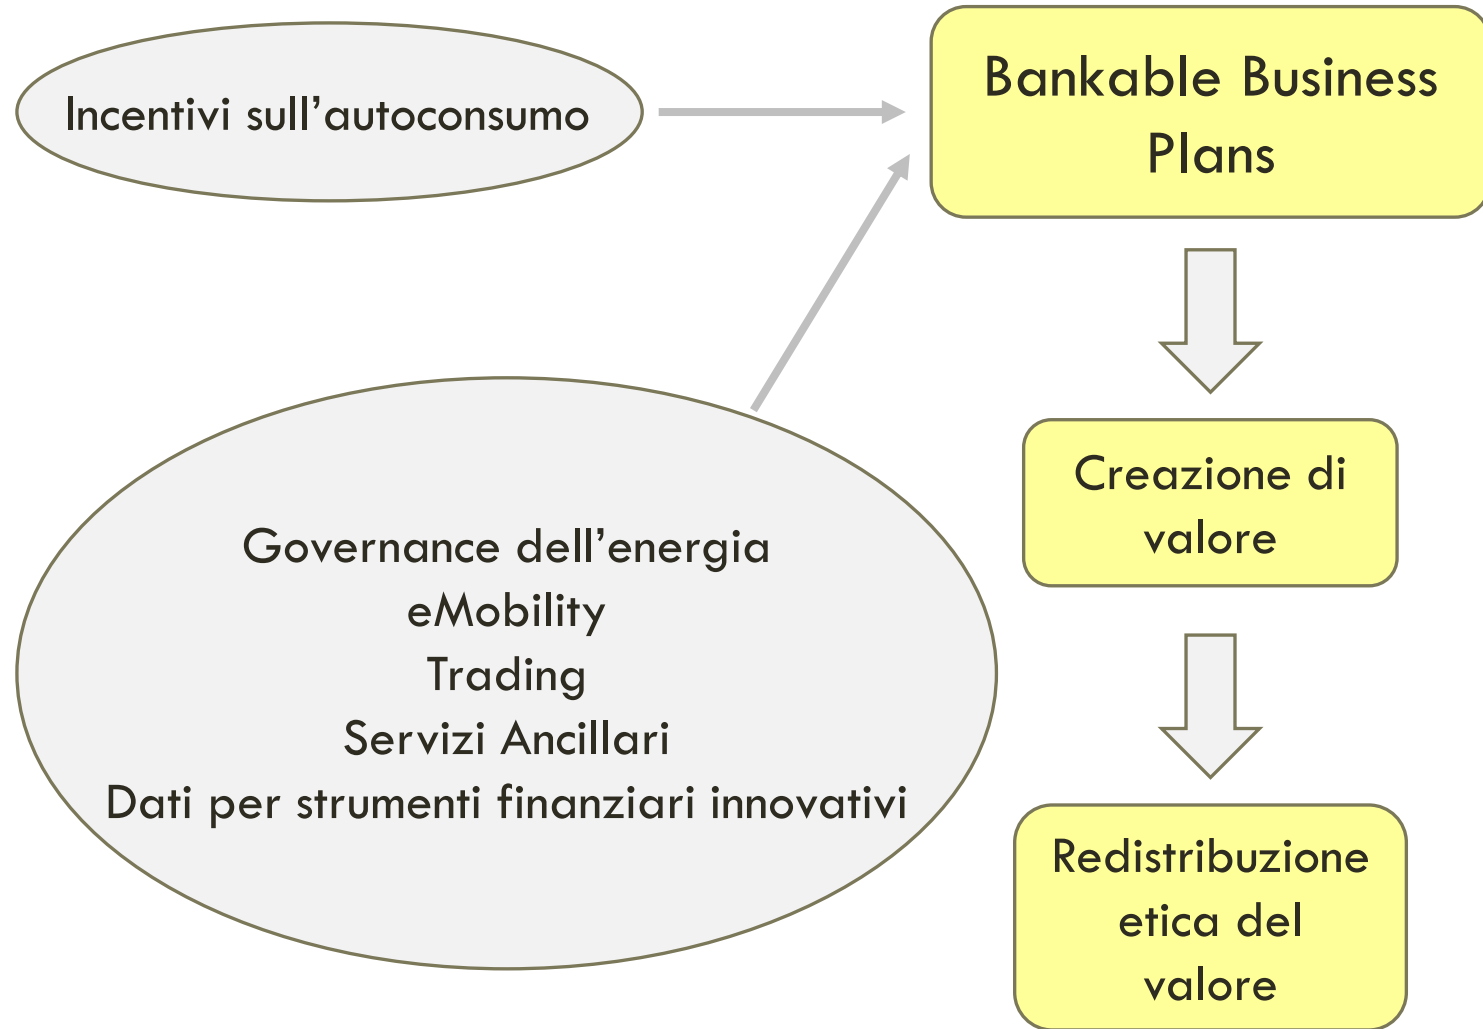 Incentivi sull’autoconsumo
Bankable Business
Plans
Governance dell’energia
eMobility
Trading
Servizi Ancillari
Dati per strumenti finanziari innovativi
Creazione di
valore
Redistribuzione
etica del
valore